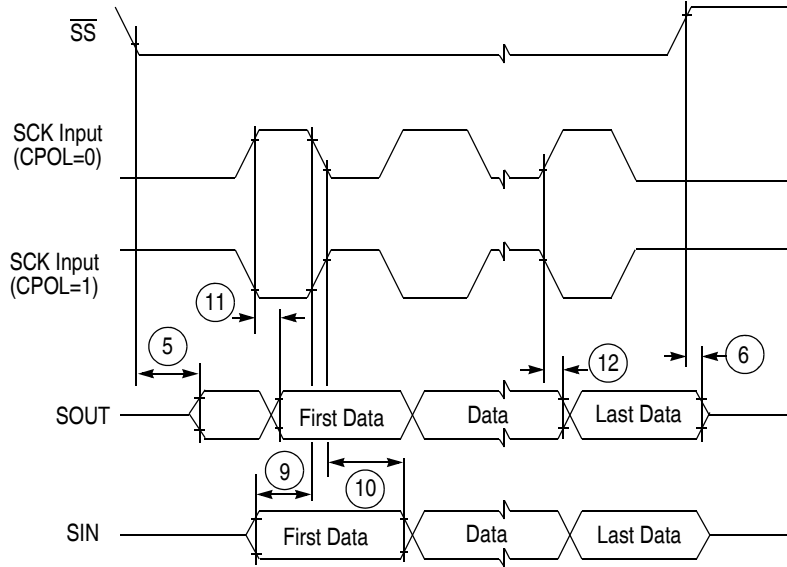 SS
SCK Input
(CPOL=0)
SCK Input
(CPOL=1)
11
5
12
6
SOUT
First Data
Data
Last Data
9
10
SIN
First Data
Data
Last Data